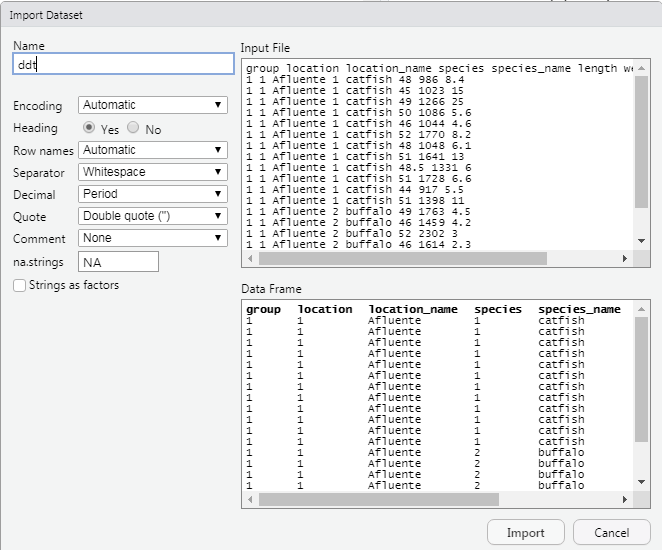 Import Dataset
Name
ddt
Encoding Automatic
Heading Yes No
Row names Automatic
Separator Whitespace
Decimal Period
Quote Double quote (")
Comment None
na.strings NA
Strings as factors
Input File
group location location_name species species_name length we
1 1 Afluente 1 catfish 48 986 8.4
1 1 Afluente 1 catfish 45 1023 15
1 1 Afluente 1 catfish 49 1266 25
1 1 Afluente 1 catfish 50 1086 5.6
1 1 Afluente 1 catfish 46 1044 4.6
1 1 Afluente 1 catfish 52 1770 8.2
1 1 Afluente 1 catfish 48 1048 6.1
1 1 Afluente 1 catfish 51 1641 13
1 1 Afluente 1 catfish 48.5 1331 6
1 1 Afluente 1 catfish 51 1728 6.6
1 1 Afluente 1 catfish 44 917 5.5
1 1 Afluente 1 catfish 51 1398 11
1 1 Afluente 2 buffalo 49 1763 4.5
1 1 Afluente 2 buffalo 46 1459 4.2
1 1 Afluente 2 buffalo 52 2302 3
1 1 Afluente 2 buffalo 46 1614 2.3
Data Frame
group location location_name species species_name
1 1 Afluente 1 catfish
1 1 Afluente 1 catfish
1 1 Afluente 1 catfish
1 1 Afluente 1 catfish
1 1 Afluente 1 catfish
1 1 Afluente 1 catfish
1 1 Afluente 1 catfish
1 1 Afluente 1 catfish
1 1 Afluente 1 catfish
1 1 Afluente 1 catfish
1 1 Afluente 1 catfish
1 1 Afluente 1 catfish
1 1 Afluente 2 buffalo
1 1 Afluente 2 buffalo
1 1 Afluente 2 buffalo
1 1 Afluente 2 buffalo
Import Cancel